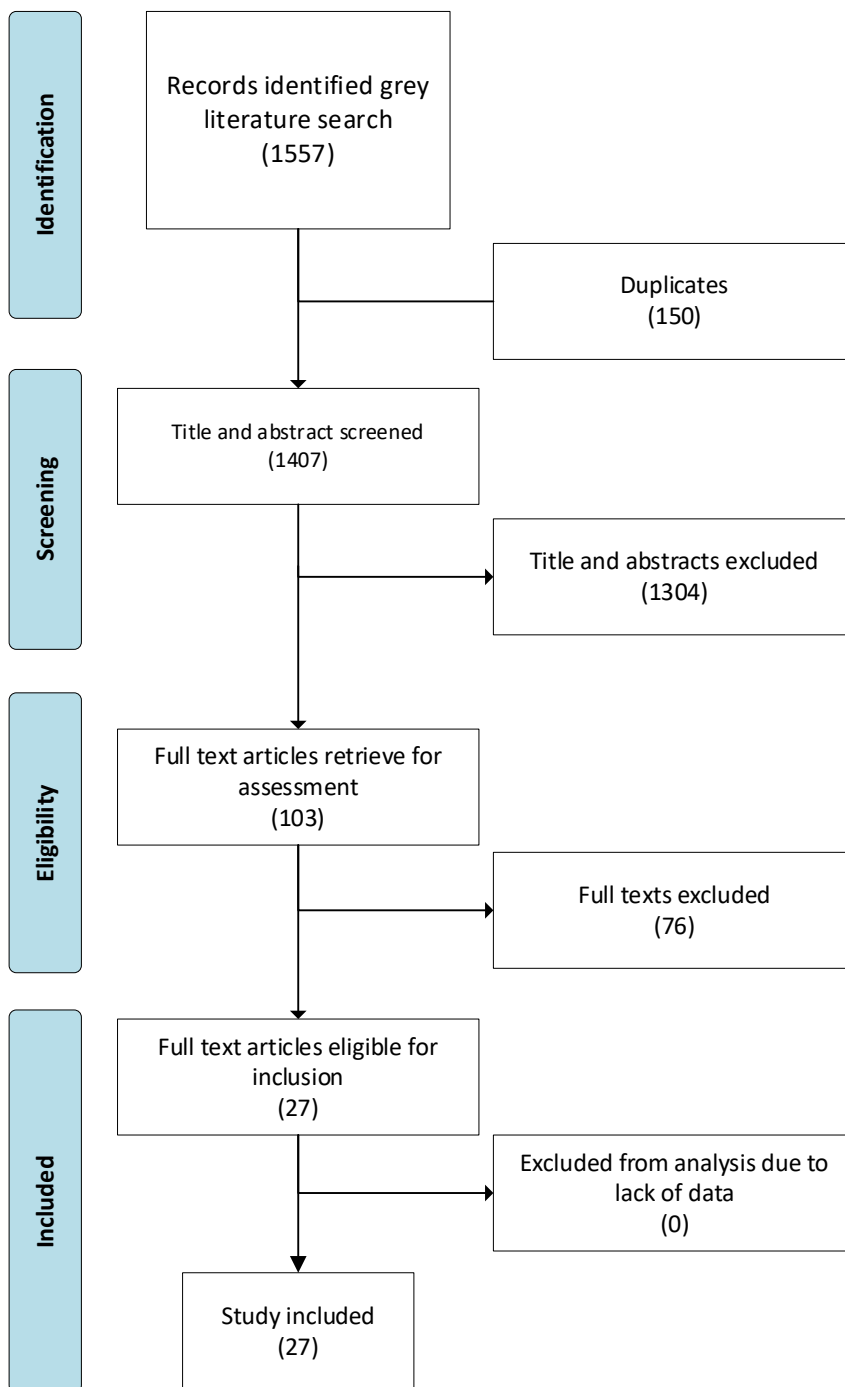 Identification
Records identified grey
literature search
(1557)
Duplicates
(150)
Screening
Title and abstract screened
(1407)
Title and abstracts excluded
(1304)
Eligibility
Full text articles retrieve for
assessment
(103)
Full texts excluded
(76)
Included
Full text articles eligible for
inclusion
(27)
Excluded from analysis due to
lack of data
(0)
Study included
(27)